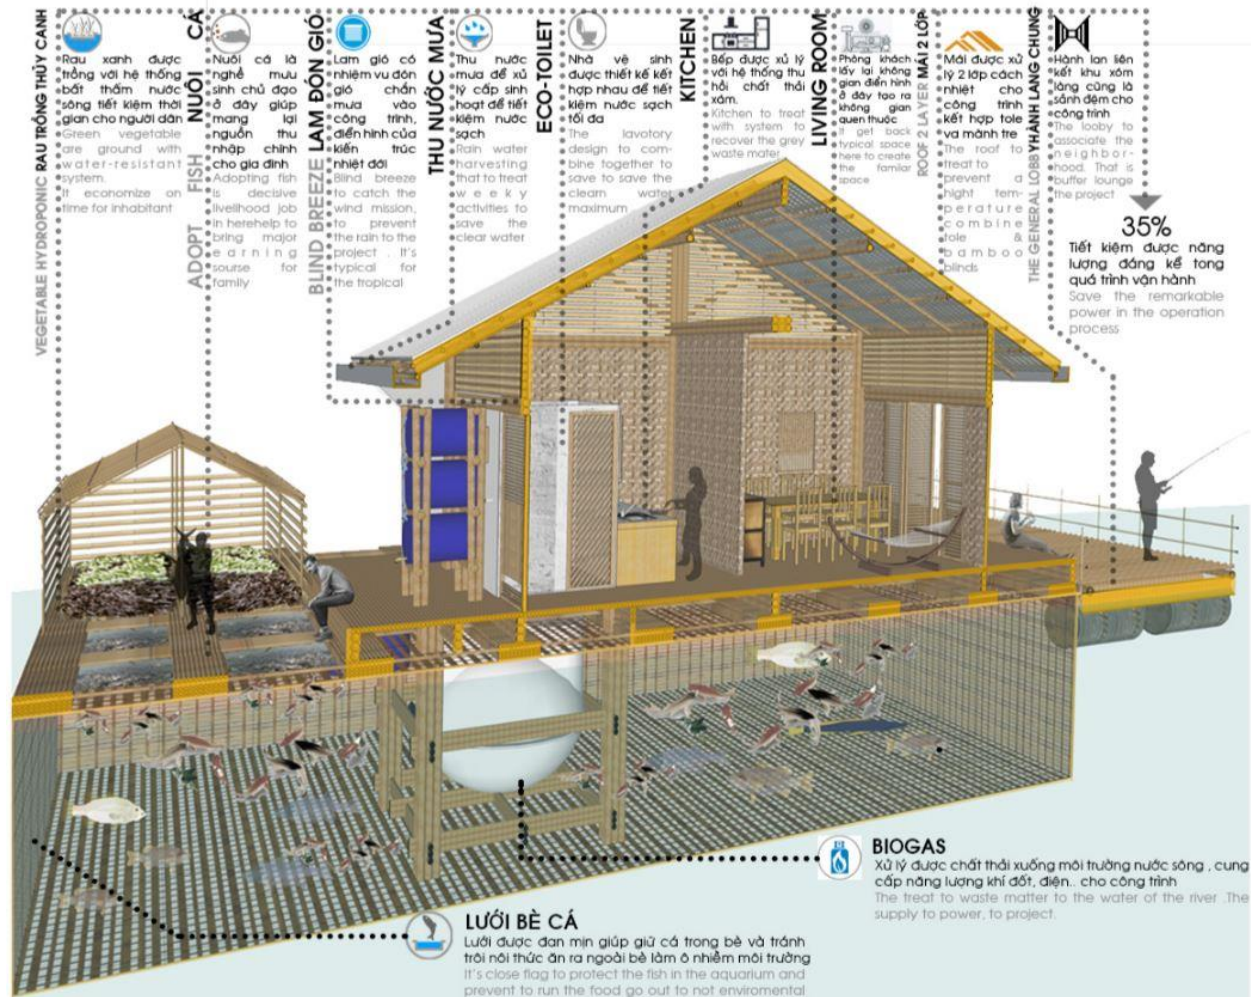 VEGETABLE HYDROPONIC RAU TRỒNG THỦY CANH
Rau xanh được
trồng với hệ thống
bất thấm nước
sông tiết kiệm thời
gian cho người dân
Green vegetable
are ground with
water-resistant
system.
It economize on
time for inhabitant
ADOPT FISH NUÔI CÁ
Nuôi cá là
nghề mưu
sinh chủ đạo
ở đây giúp
mang lại
nguồn thu
nhập chính
cho gia đình
Adopting fish
is decisive
livelihood job
in herehelp to
bring major
earning
sourse for
family
BLIND BREEZE LAM ĐÓN GIÓ
Lam gió có
nhiệm vu đón
gió chắn
mưa vào
công trình,
điển hình của
kiến trúc
nhiệt đới
Blind breeze
to catch the
wind mission,
to prevent
the rain to the
project . It's
typical for
the tropical
THU NƯỚC MƯA
Thu nước
mưa để xủ
lý cấp sinh
hoạt để tiết
kiệm nước
sạch
Rain water
harvesting
that to treat
weeky
activities to
save the
clear water
ECO-TOILET
Nhà vệ sinh
được thiết kế kết
hợp nhau để tiết
kiệm nước sạch
tối đa
The lavotory
design to com-
bine together to
save to save the
clearn water
maximum
KITCHEN
Bếp được xủ lý
với hệ thống thu
hồi chất thải
xám.
Kitchen to treat
with system to
recover the grey
waste mater
LIVING ROOM
Phòng khách
lấy lại không
gian điển hình
ở đây tạo ra
không gian
quen thuộc
It get back
typical space
here to create
the familar
space
ROOF 2 LAYER MÁI 2 LỚP
Mái được xủ
lý 2 lớp cách
nhiệt cho
công trình
kết hợp tole
va mành tre
The roof to
treat to
prevent a
hight tem-
perature
combine
tole &
bamboo
blinds
THE GENERAL LOBBY HÀNH LANG CHUNG
Hành lan liên
kết khu xóm
làng cũng là
sảnh đệm cho
công trình
The looby to
associate the
neighbor-
hood. That is
buffer lounge
the project
35%
Tiết kiệm được năng
lượng đáng kể tong
quá trình vận hành
Save the remarkable
power in the operation
process
BIOGAS
Xử lý được chất thải xuống môi trường nước sông , cung
cấp năng lượng khí đốt, điện.. cho công trình
The treat to waste matter to the water of the river .The
supply to power, to project.
LƯỚI BÈ CÁ
Lưới được đan mịn giúp giữ cá trong bè và tránh
trôi nôi thức ăn ra ngoài bè làm ô nhiễm môi trường
It's close flag to protect the fish in the aquarium and
prevent to run the food go out to not enviromental